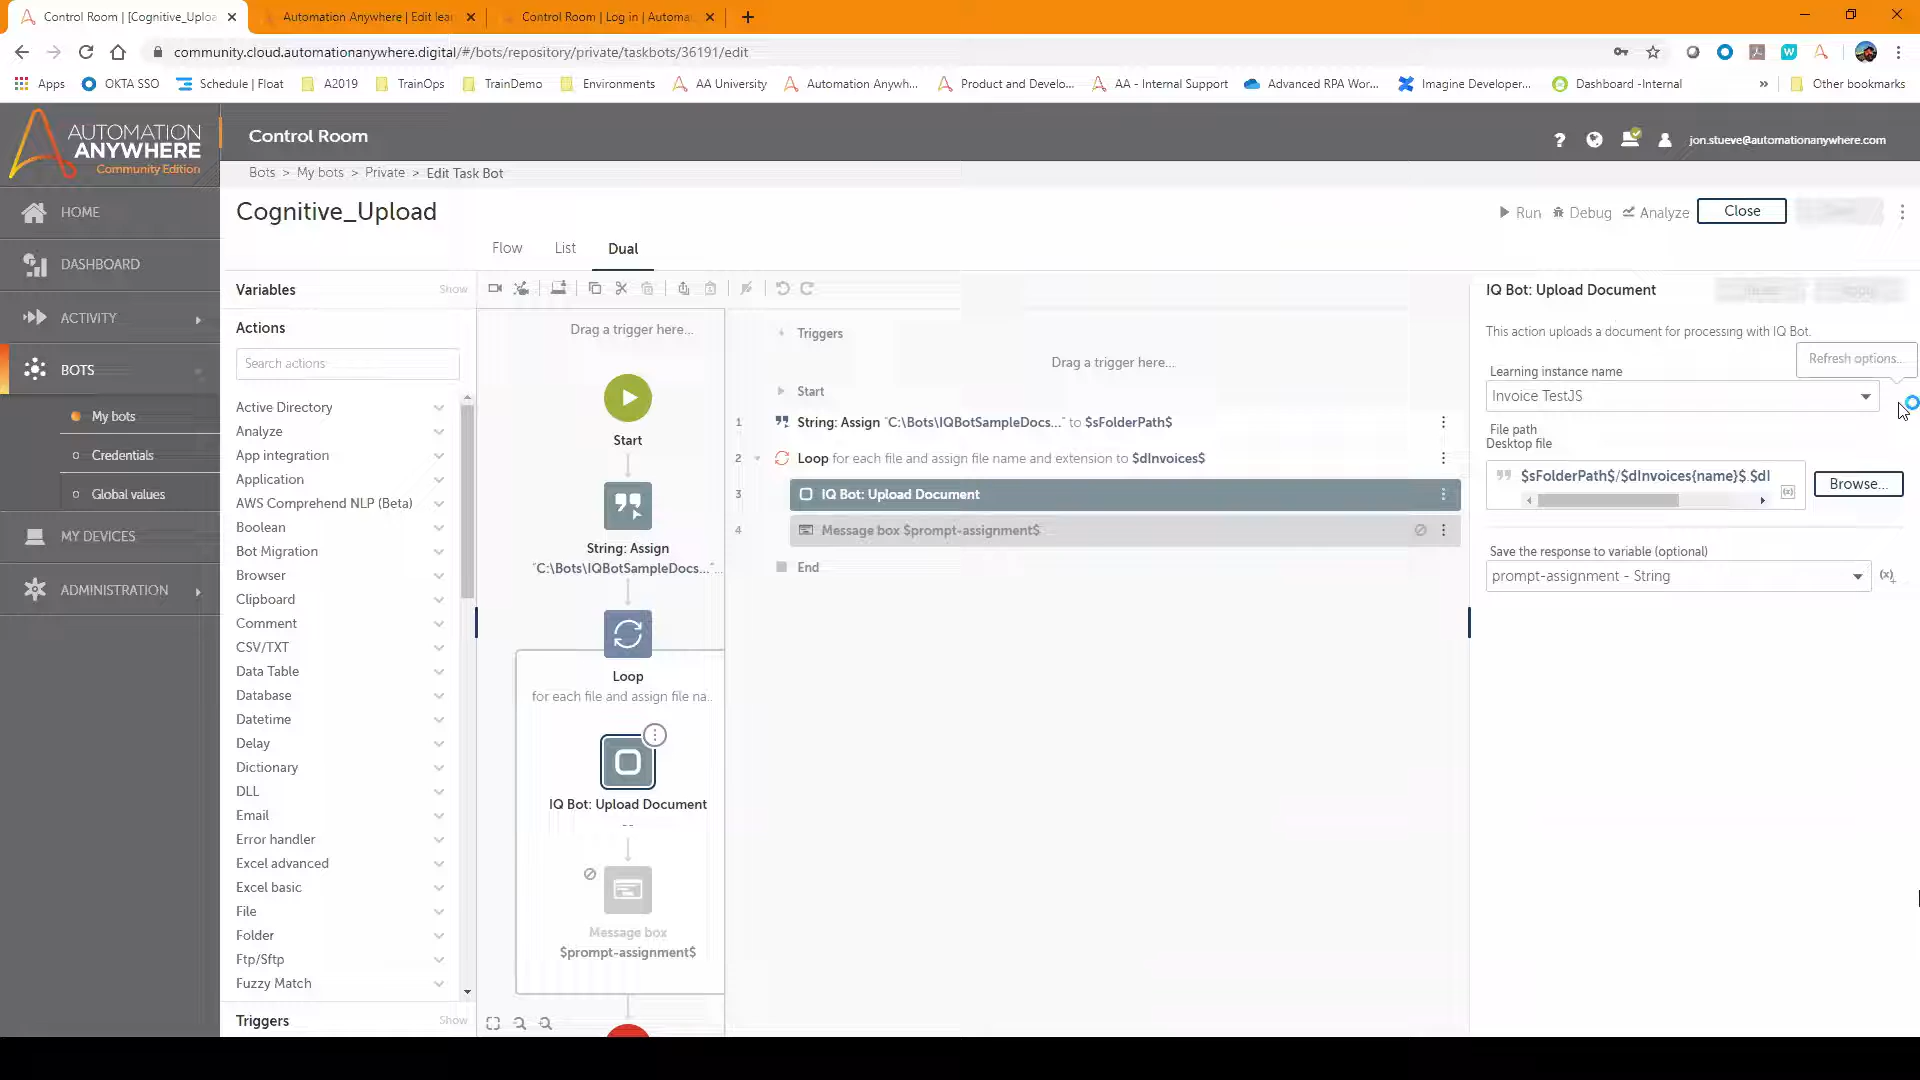 Control Room | [Cognitive_Uploa
Automation Anywhere | Edit lea
Control Room | Log in | Automa
community.cloud.automationanywhere.digital/#/bots/repository/private/taskbots/36191/edit
Apps
OKTA SSO
Schedule | Float
A2019
TrainOps
TrainDemo
Environments
AA University
Automation Anywh...
Product and Develo...
AA - Internal Support
Advanced RPA Wor...
Imagine Developer...
Dashboard -Internal
Other bookmarks
AUTOMATION
ANYWHERE
Community Edition
Control Room
jon.stueve@automationanywhere.com
Bots > My bots > Private > Edit Task Bot
Cognitive_Upload
Run
Debug
Analyze
Close
HOME
DASHBOARD
ACTIVITY
BOTS
My bots
Credentials
Global values
MY DEVICES
ADMINISTRATION
Flow
List
Dual
Variables
Show
Actions
Search actions
Active Directory
Analyze
App integration
Application
AWS Comprehend NLP (Beta)
Boolean
Bot Migration
Browser
Clipboard
Comment
CSV/TXT
Data Table
Database
Datetime
Delay
Dictionary
DLL
Email
Error handler
Excel advanced
Excel basic
File
Folder
Ftp/Sftp
Fuzzy Match
Triggers
Show
Drag a trigger here...
Start
String: Assign
"C:\Bots\IQBotSampleDocs..."...
Loop
for each file and assign file na..
IQ Bot: Upload Document
--
Message box
$prompt-assignment$
Triggers
Drag a trigger here...
Start
1 String: Assign "C:\Bots\IQBotSampleDocs..." to $sFolderPath$
2 Loop for each file and assign file name and extension to $dInvoices$
3 IQ Bot: Upload Document
4 Message box $prompt-assignment$
End
IQ Bot: Upload Document
This action uploads a document for processing with IQ Bot.
Refresh options...
Learning instance name
Invoice TestJS
File path
Desktop file
$sFolderPath$/$dInvoices{name}$.$dI
(x)
Browse...
Save the response to variable (optional)
prompt-assignment - String
(x)